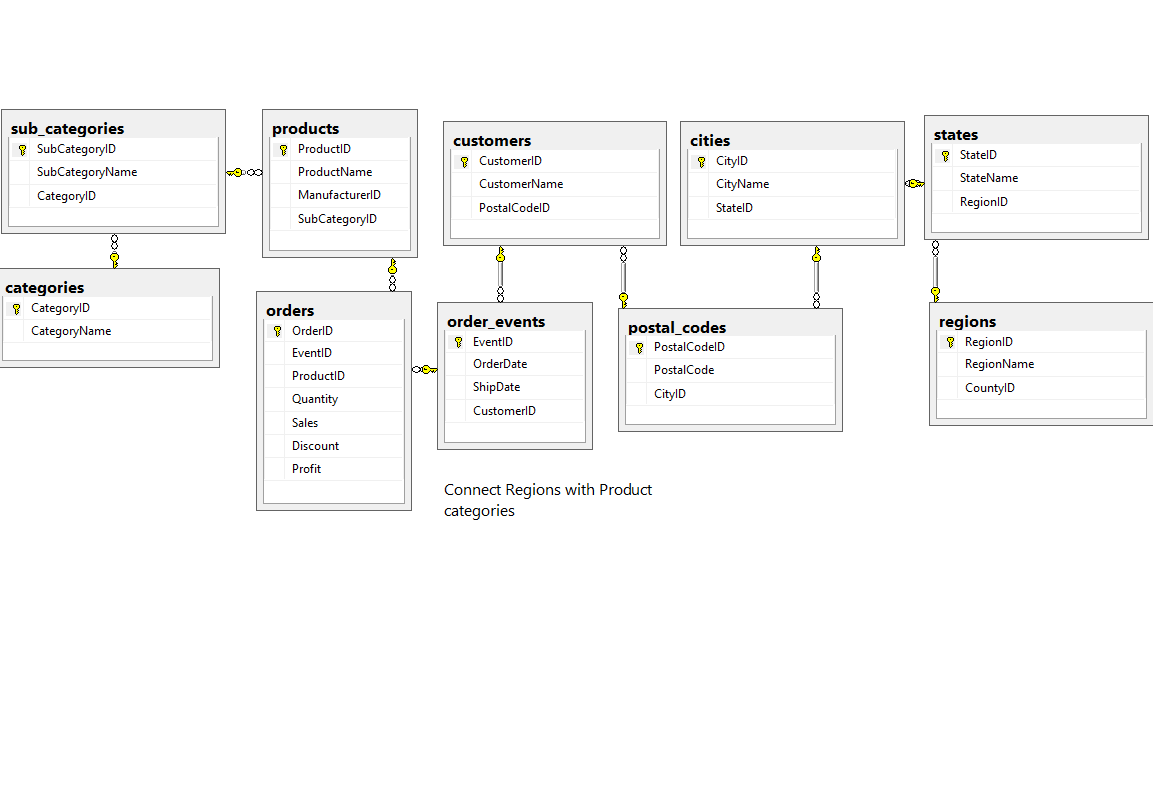 sub_categories
SubCategoryID
SubCategoryName
CategoryID
categories
CategoryID
CategoryName
products
ProductID
ProductName
ManufacturerID
SubCategoryID
orders
OrderID
EventID
ProductID
Quantity
Sales
Discount
Profit
customers
CustomerID
CustomerName
PostalCodeID
order_events
EventID
OrderDate
ShipDate
CustomerID
cities
CityID
CityName
StateID
postal_codes
PostalCodeID
PostalCode
CityID
states
StateID
StateName
RegionID
regions
RegionID
RegionName
CountyID
Connect Regions with Product
categories